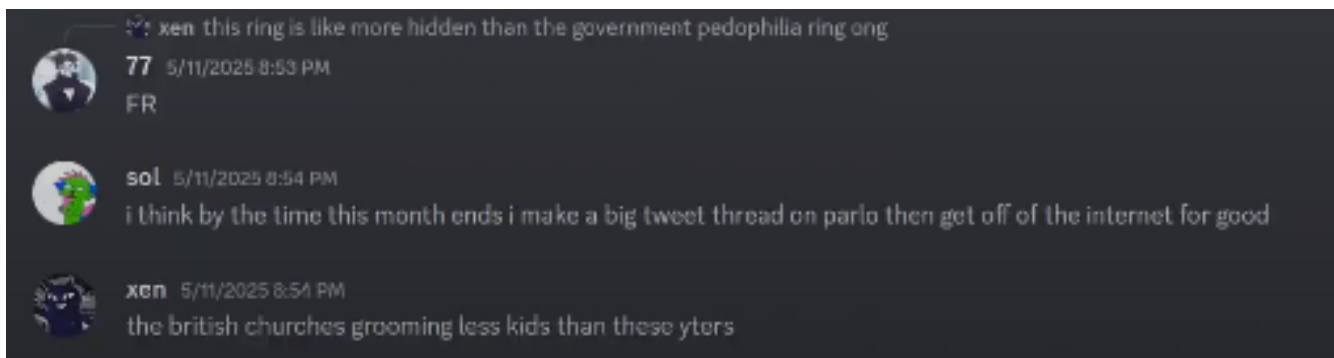 xen this ring is like more hidden than the government pedophilia ring ong
77 5/11/2025 8:53 PM
FR
sol 5/11/2025 8:54 PM
i think by the time this month ends i make a big tweet thread on parlo then get off of the internet for good
xen 5/11/2025 8:54 PM
the british churches grooming less kids than these yters